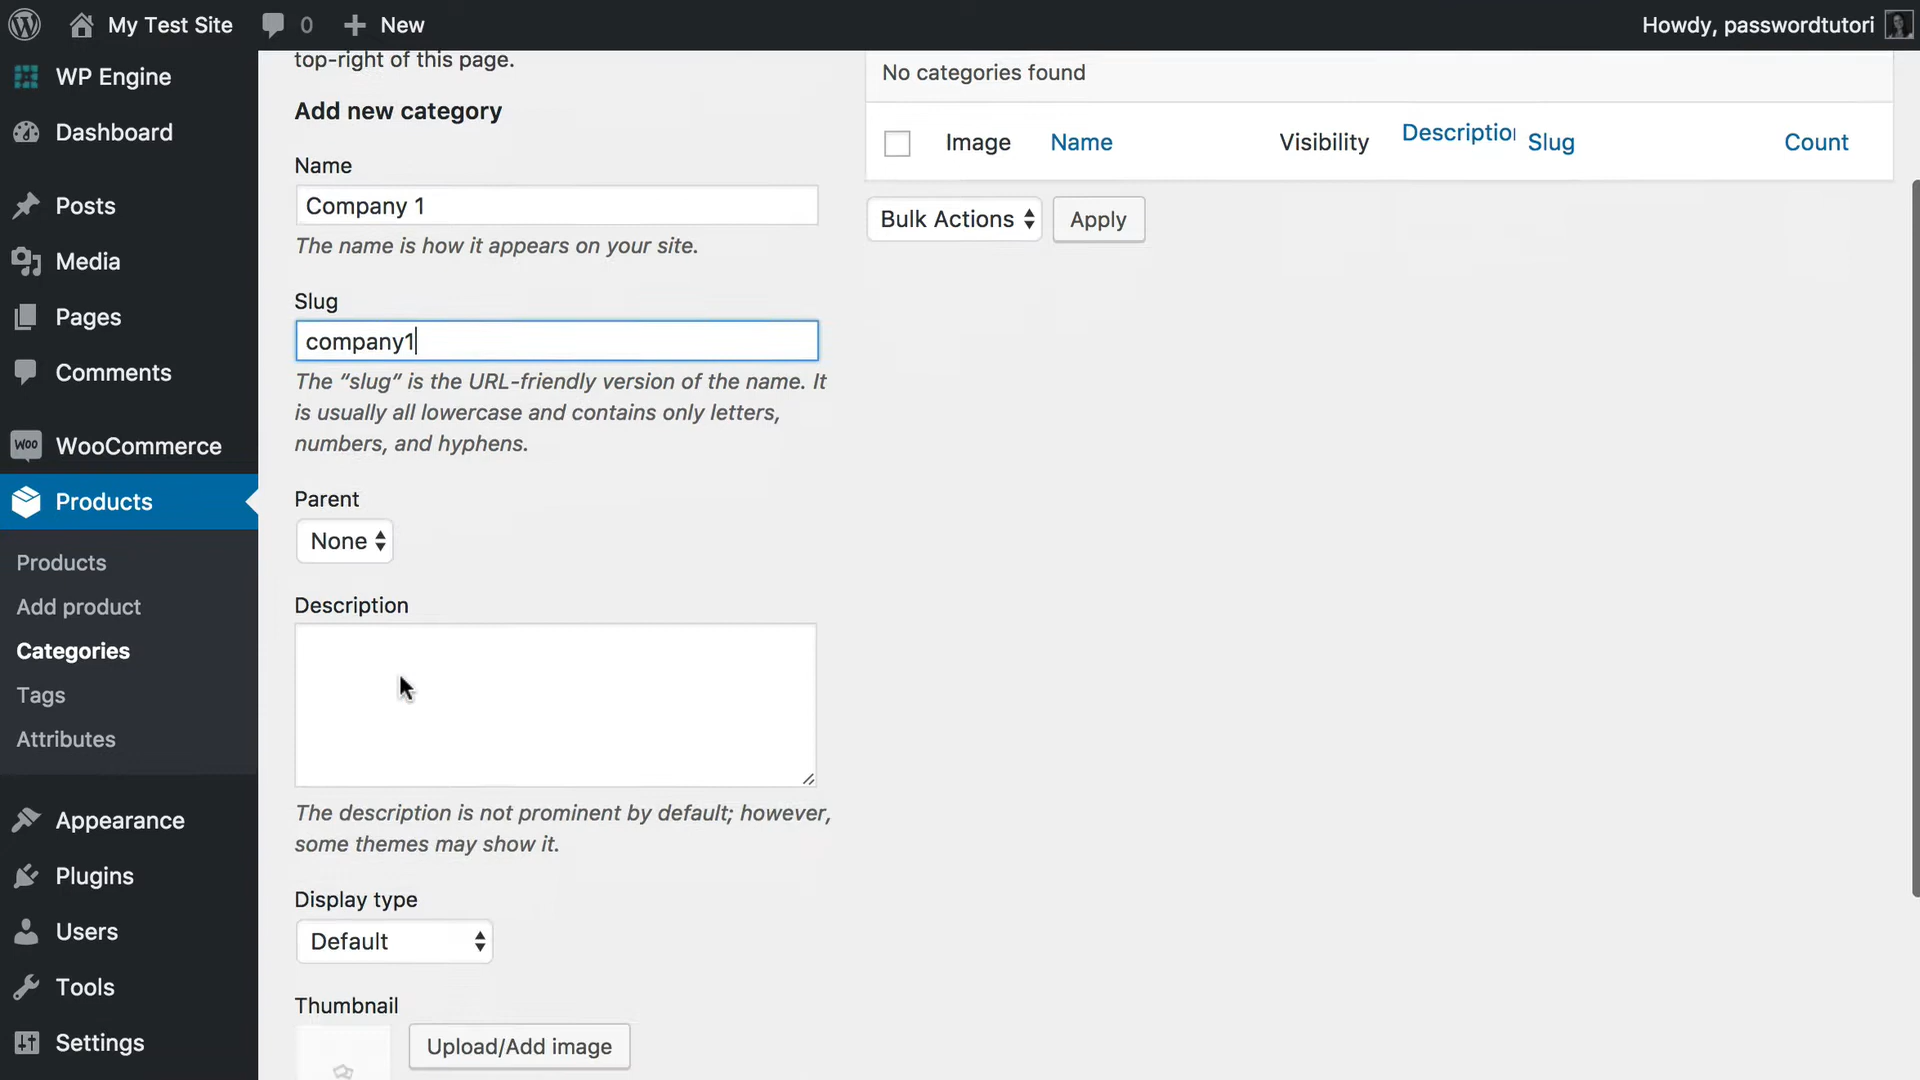 My Test Site
0
New
Howdy, passwordtutori
WP Engine
Dashboard
Posts
Media
Pages
Comments
WOO
WooCommerce
Products
Products
Add product
Categories
Tags
Attributes
Appearance
Plugins
Users
Tools
Settings
top-right of this page.
Add new category
Name
Company 1
The name is how it appears on your site.
Slug
company1
The “slug” is the URL-friendly version of the name. It
is usually all lowercase and contains only letters,
numbers, and hyphens.
Parent
None
Description
The description is not prominent by default; however,
some themes may show it.
Display type
Default
Thumbnail
Upload/Add image
No categories found
Image Name Visibility Description Slug Count
Bulk Actions Apply